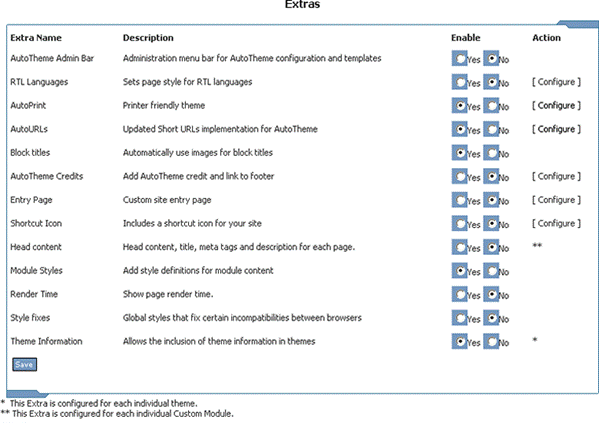 Extras
Extra Name Description Enable Action
AutoTheme Admin Bar Administration menu bar for AutoTheme configuration and templates Yes No
RTL Languages Sets page style for RTL languages Yes No [ Configure ]
AutoPrint Printer friendly theme Yes No [ Configure ]
AutoURLs Updated Short URLs implementation for AutoTheme Yes No [ Configure ]
Block titles Automatically use images for block titles Yes No
AutoTheme Credits Add AutoTheme credit and link to footer Yes No [ Configure ]
Entry Page Custom site entry page Yes No [ Configure ]
Shortcut Icon Includes a shortcut icon for your site Yes No [ Configure ]
Head content Head content, title, meta tags and description for each page. Yes No **
Module Styles Add style definitions for module content Yes No
Render Time Show page render time. Yes No
Style fixes Global styles that fix certain incompatibilities between browsers Yes No
Theme Information Allows the inclusion of theme information in themes Yes No *
Save
* This Extra is configured for each individual theme.
** This Extra is configured for each individual Custom Module.